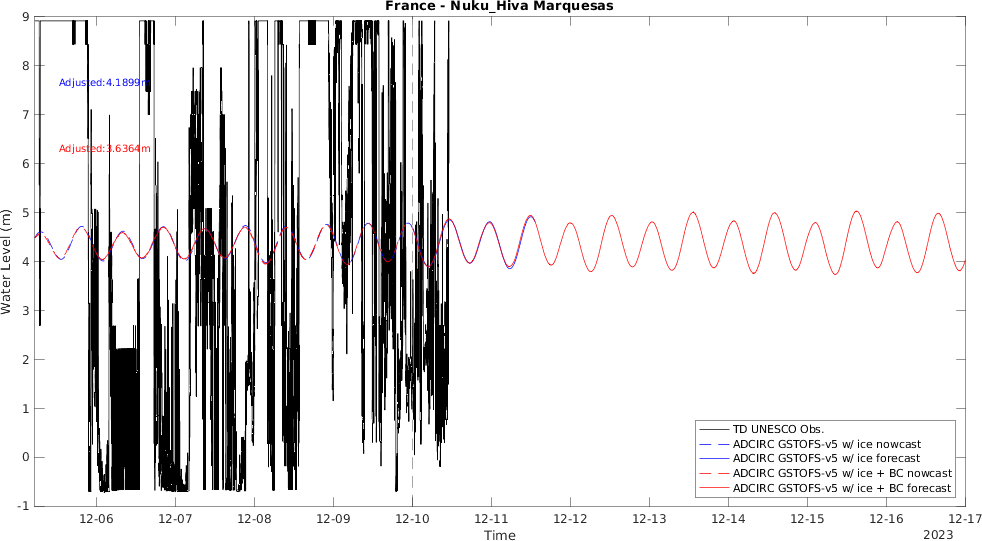 France - Nuku_Hiva Marquesas
9
8
7
6
5
4
3
2
1
0
-1
Water Level (m)
Adjusted:4.1899m
Adjusted:3.6364m
TD UNESCO Obs.
ADCIRC GSTOFS-v5 w/ ice nowcast
ADCIRC GSTOFS-v5 w/ ice forecast
ADCIRC GSTOFS-v5 w/ ice + BC nowcast
ADCIRC GSTOFS-v5 w/ ice + BC forecast
12-06 12-07 12-08 12-09 12-10 12-11 12-12 12-13 12-14 12-15 12-16 12-17
Time
2023